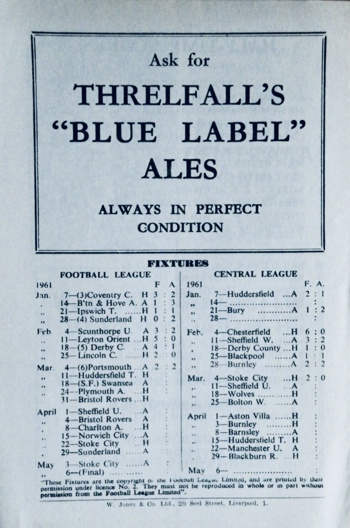 Ask for
THRELFALL'S
"BLUE LABEL"
ALES
ALWAYS IN PERFECT
CONDITION
FIXTURES
FOOTBALL LEAGUE
F A
1961
Jan. 7—(3)Coventry C. H 3 : 2
„ 14—B'tn & Hove A. A 1 : 3
„ 21—Ipswich T. ...H 1 : 1
„ 28—(4) Sunderland H 0 : 2
Feb. 4—Scunthorpe U. A 3 : 2
„ 11—Leyton Orient ...H 5 : 0
„ 18—(5) Derby C. A 4 : 1
„ 25—Lincoln C. ...H 2 : 0
Mar. 4—(6)Portsmouth A 2 : 2
„ 11—Huddersfield T. H
„ 18—(S.F.) Swansea A
„ 24—Plymouth A. ...H
„ 31—Bristol Rovers ...H
April 1—Sheffield U. ...A
„ 4—Bristol Rovers A
„ 8—Charlton A. ...H
„ 15—Norwich City ...A
„ 22—Stoke City ...H
„ 29—Sunderland ...A
May 3—Stoke City ...A
„ 6—(Final) ...
CENTRAL LEAGUE
F. A.
1961
Jan. 7—Huddersfield ...A 2 : 1
„ 14—
„ 21—Bury ...A 1 : 2
„ 28—
Feb. 4—Chesterfield ...H 6 : 0
„ 11—Sheffield W. ...A 3 : 2
„ 18—Derby County ...H 1 : 0
„ 25—Blackpool ...A 1 : 1
„ 28—Burnley ...A 2 : 2
Mar. 4—Stoke City ...H 2 : 0
„ 11—Sheffield U. ...A
„ 18—Wolves ...H
„ 25—Bolton W. ...A
April 1—Aston Villa ...H
„ 3—Burnley ...H
„ 8—Barnsley ...A
„ 15—Huddersfield T. H
„ 22—Manchester U. A
„ 29—Blackburn R. ...H
May 6—
"These Fixtures are the copyright of the Football League Limited, and are printed by their
permission under licence No. 2. They must not be reproduced in whole or in part without
permission from the Football League Limited".
W. Jones & Co. Ltd., 29 Seel Street, Liverpool, 1.